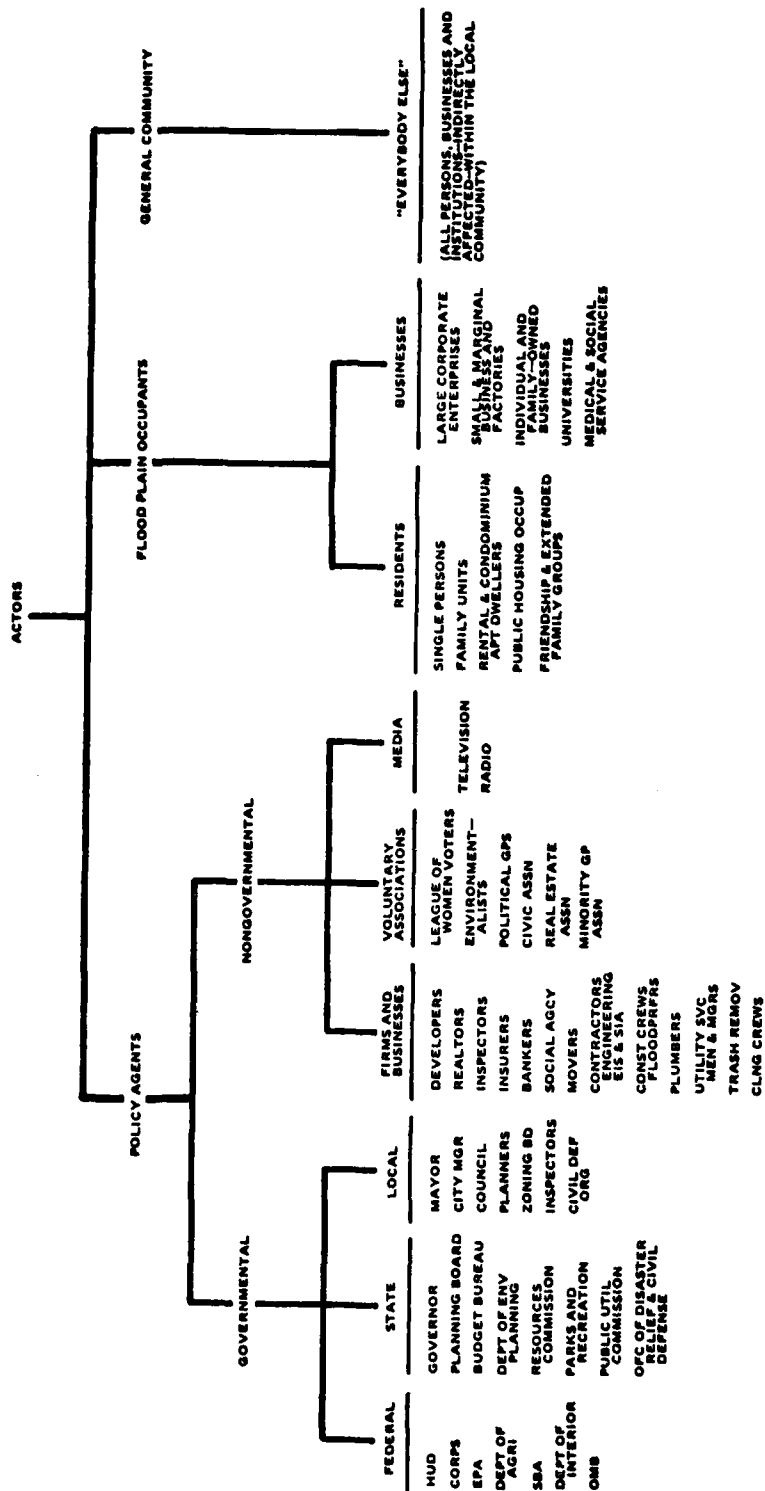 ACTORS
POLICY AGENTS
FLOOD PLAIN OCCUPANTS
GENERAL COMMUNITY
GOVERNMENTAL
NONGOVERNMENTAL
FEDERAL
HUD
CORPS
EPA
DEPT OF
AGRI
SBA
DEPT OF
INTERIOR
OMB
STATE
GOVERNOR
PLANNING BOARD
BUDGET BUREAU
DEPT OF ENV
PLANNING
RESOURCES
COMMISSION
PARKS AND
RECREATION
PUBLIC UTIL
COMMISSION
OFC OF DISASTER
RELIEF & CIVIL
DEFENSE
LOCAL
MAYOR
CITY MGR
COUNCIL
PLANNERS
ZONING BD
INSPECTORS
CIVIL DEF
ORG
FIRMS AND
BUSINESSES
DEVELOPERS
REALTORS
INSPECTORS
INSURERS
BANKERS
SOCIAL AGCY
MOVERS
CONTRACTORS
ENGINEERING
EIS & SIA
CONST CREWS
FLOODPRFRS
PLUMBERS
UTILITY SVC
MEN & MGRS
TRASH REMOV
CLNG CREWS
VOLUNTARY
ASSOCIATIONS
LEAGUE OF
WOMEN VOTERS
ENVIRONMENT—
ALISTS
POLITICAL GPS
CIVIC ASSN
REAL ESTATE
ASSN
MINORITY GP
ASSN
MEDIA
TELEVISION
RADIO
RESIDENTS
SINGLE PERSONS
FAMILY UNITS
RENTAL & CONDOMINIUM
APT DWELLERS
PUBLIC HOUSING OCCUP
FRIENDSHIP & EXTENDED
FAMILY GROUPS
BUSINESSES
LARGE CORPORATE
ENTERPRISES
SMALL & MARGINAL
BUSINESS AND
FACTORIES
INDIVIDUAL AND
FAMILY—OWNED
BUSINESSES
UNIVERSITIES
MEDICAL & SOCIAL
SERVICE AGENCIES
"EVERYBODY ELSE"
(ALL PERSONS, BUSINESSES AND
INSTITUTIONS—INDIRECTLY
AFFECTED—WITHIN THE LOCAL
COMMUNITY)